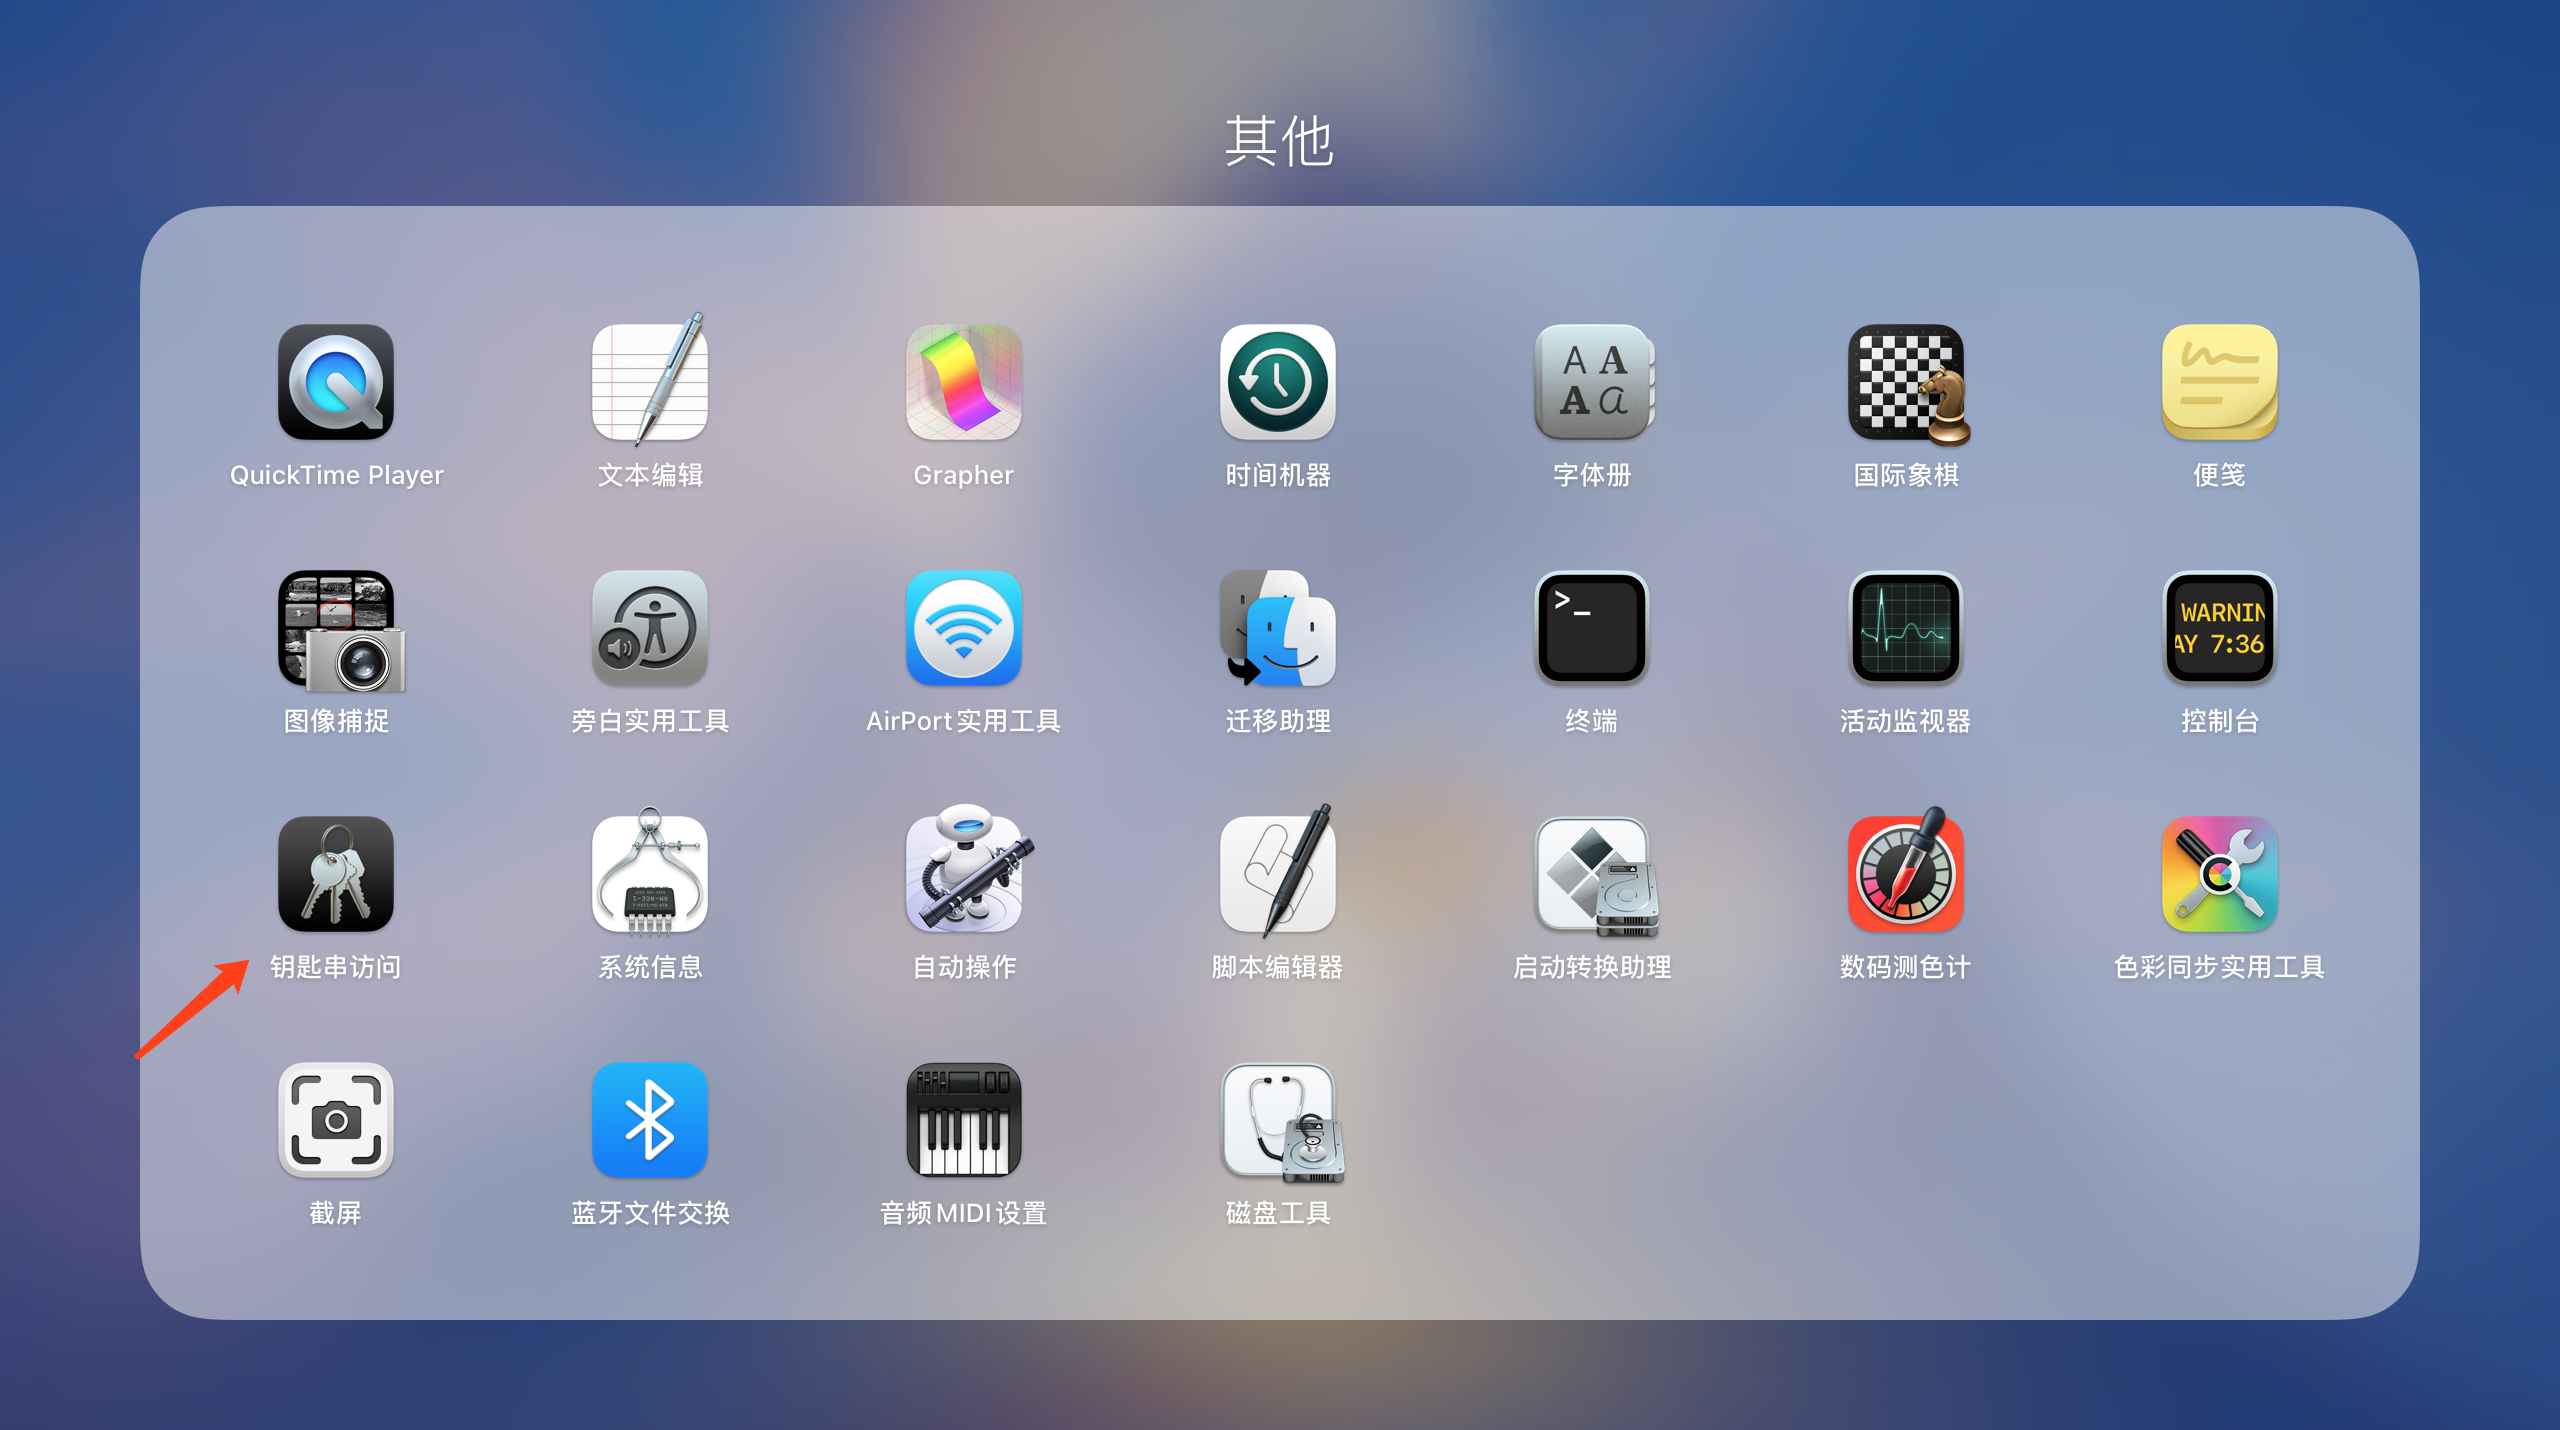 其他
QuickTime Player
文本编辑
Grapher
时间机器
字体册
国际象棋
便笺
图像捕捉
旁白实用工具
AirPort实用工具
迁移助理
终端
活动监视器
控制台
钥匙串访问
系统信息
自动操作
脚本编辑器
启动转换助理
数码测色计
色彩同步实用工具
截屏
蓝牙文件交换
音频MIDI设置
磁盘工具
A A
A a
>_
WARNIN
AY 7:36